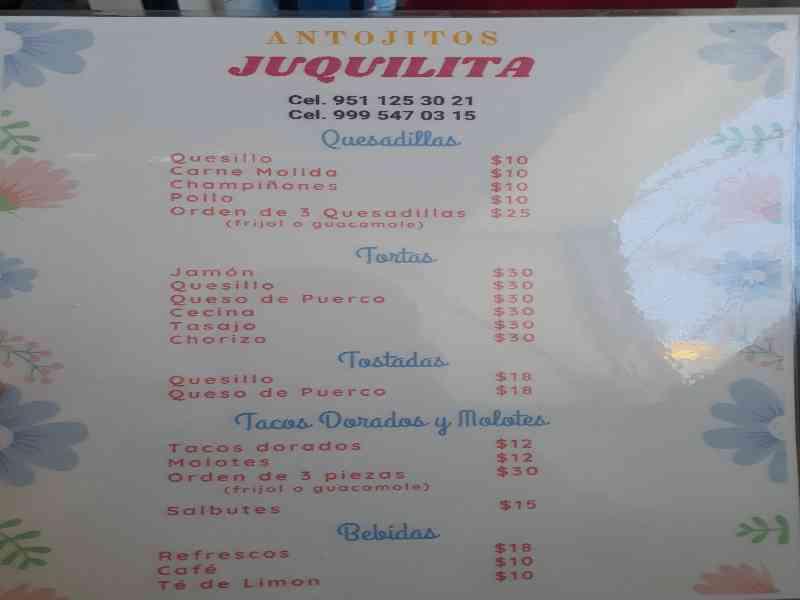 ANTOJITOS
JUQUILITA
Cel. 951 125 30 21
Cel. 999 547 03 15
Quesadillas
Quesillo $10
Carne Molida $10
Champiñones $10
Pollo $10
Orden de 3 Quesadillas $25
(frijol o guacamole)
Tortas
Jamón $30
Quesillo $30
Queso de Puerco $30
Cecina $30
Tasajo $30
Chorizo $30
Tostadas
Quesillo $18
Queso de Puerco $18
Tacos Dorados y Molotes
Tacos dorados $12
Molotes $12
Orden de 3 piezas $30
(frijol o guacamole)
Salbutes $15
Bebidas
Refrescos $18
Café $10
Té de Limon $10